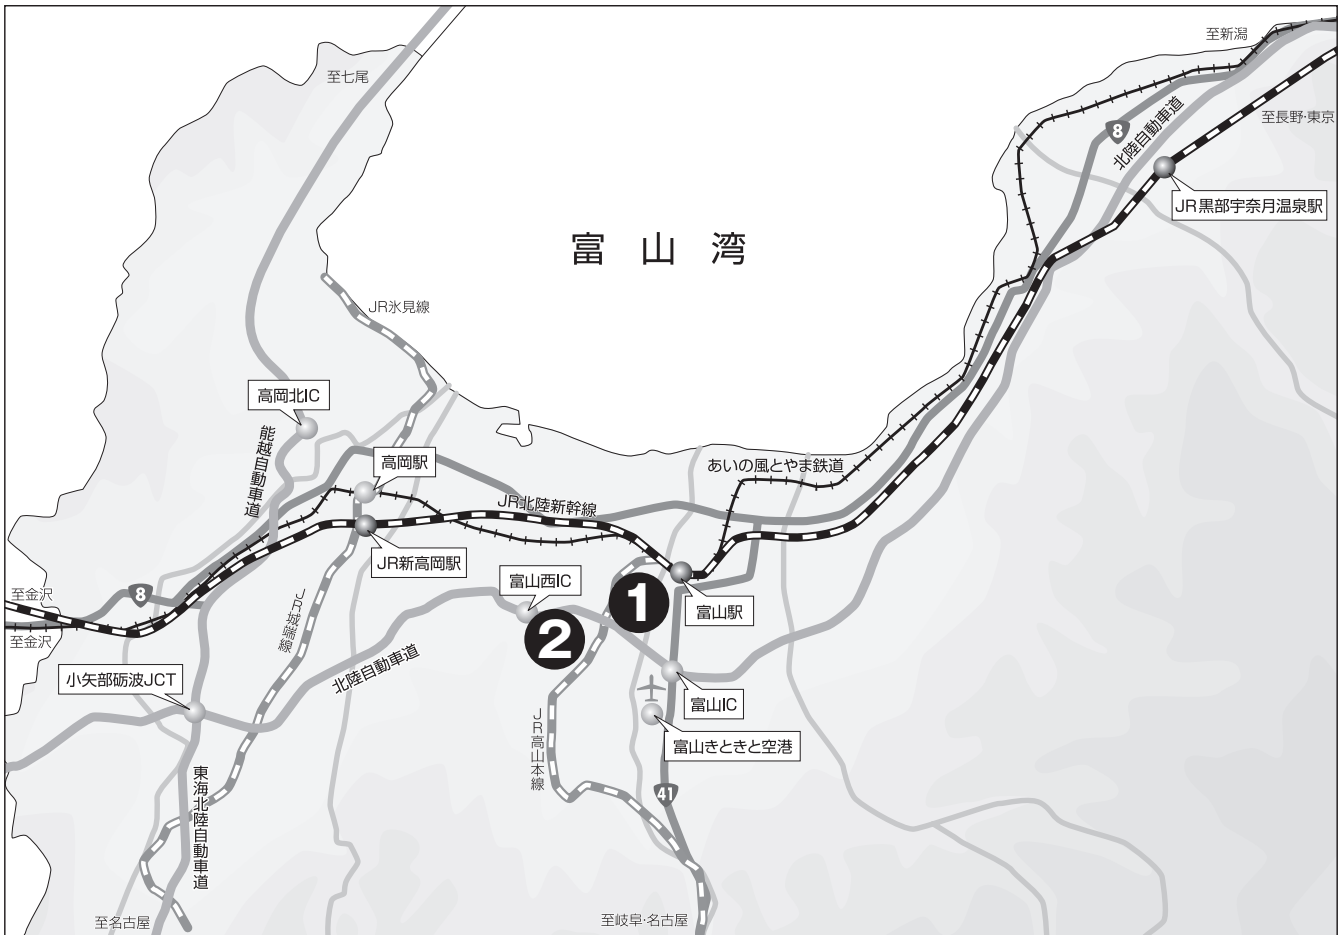 至新潟
至七尾
8
北陸自動車道
至長野・東京
JR黒部宇奈月温泉駅
富山湾
JR氷見線
高岡北IC
能越自動車道
高岡駅
あいの風とやま鉄道
JR北陸新幹線
JR新高岡駅
富山西IC
至金沢
8
1
富山駅
至金沢
JR城端線
2
北陸自動車道
小矢部砺波JCT
富山IC
JR高山本線
富山きときと空港
東海北陸自動車道
41
至名古屋
至岐阜・名古屋